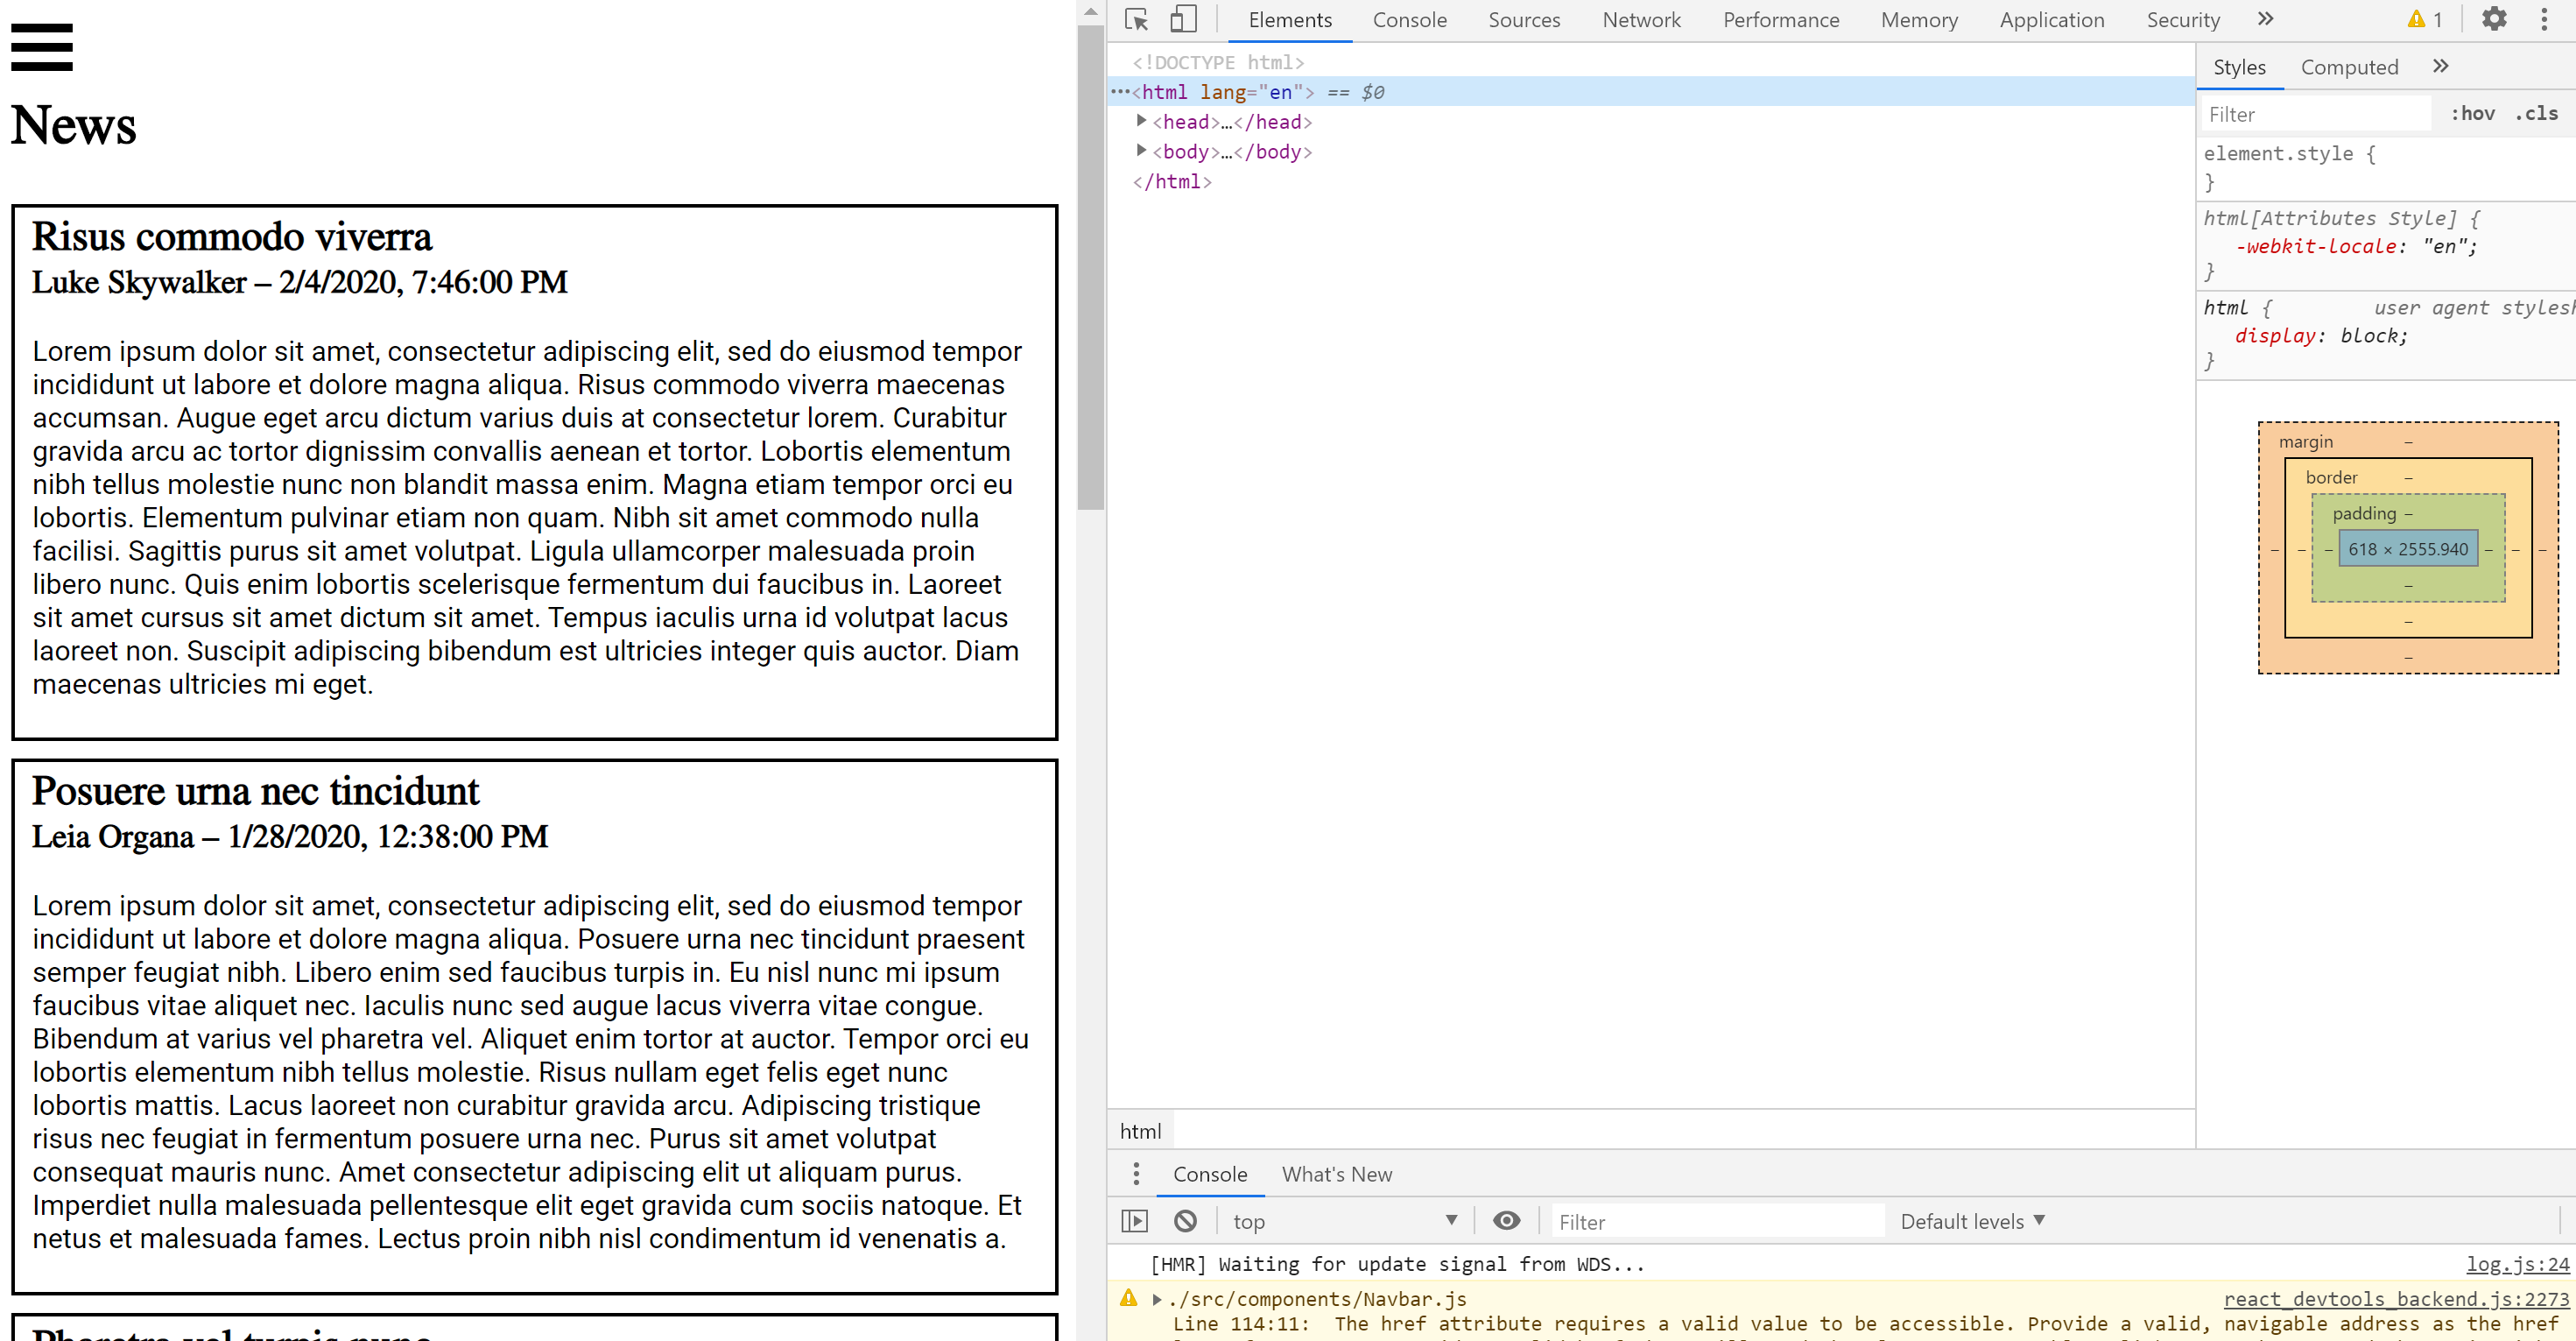 News
Risus commodo viverra
Luke Skywalker – 2/4/2020, 7:46:00 PM
Lorem ipsum dolor sit amet, consectetur adipiscing elit, sed do eiusmod tempor
incididunt ut labore et dolore magna aliqua. Risus commodo viverra maecenas
accumsan. Augue eget arcu dictum varius duis at consectetur lorem. Curabitur
gravida arcu ac tortor dignissim convallis aenean et tortor. Lobortis elementum
nibh tellus molestie nunc non blandit massa enim. Magna etiam tempor orci eu
lobortis. Elementum pulvinar etiam non quam. Nibh sit amet commodo nulla
facilisi. Sagittis purus sit amet volutpat. Ligula ullamcorper malesuada proin
libero nunc. Quis enim lobortis scelerisque fermentum dui faucibus in. Laoreet
sit amet cursus sit amet dictum sit amet. Tempus iaculis urna id volutpat lacus
laoreet non. Suscipit adipiscing bibendum est ultricies integer quis auctor. Diam
maecenas ultricies mi eget.
Posuere urna nec tincidunt
Leia Organa – 1/28/2020, 12:38:00 PM
Lorem ipsum dolor sit amet, consectetur adipiscing elit, sed do eiusmod tempor
incididunt ut labore et dolore magna aliqua. Posuere urna nec tincidunt praesent
semper feugiat nibh. Libero enim sed faucibus turpis in. Eu nisl nunc mi ipsum
faucibus vitae aliquet nec. Iaculis nunc sed augue lacus viverra vitae congue.
Bibendum at varius vel pharetra vel. Aliquet enim tortor at auctor. Tempor orci eu
lobortis elementum nibh tellus molestie. Risus nullam eget felis eget nunc
lobortis mattis. Lacus laoreet non curabitur gravida arcu. Adipiscing tristique
risus nec feugiat in fermentum posuere urna nec. Purus sit amet volutpat
consequat mauris nunc. Amet consectetur adipiscing elit ut aliquam purus.
Imperdiet nulla malesuada pellentesque elit eget gravida cum sociis natoque. Et
netus et malesuada fames. Lectus proin nibh nisl condimentum id venenatis a.
Pharetra vel turpis nunc
Elements Console Sources Network Performance Memory Application Security » 1
<!DOCTYPE html>
…<html lang="en"> == $0
<head>…</head>
<body>…</body>
</html>
html
Styles Computed »
Filter :hov .cls
element.style {
}
html[Attributes Style] {
-webkit-locale: "en";
}
html { user agent stylesh
display: block;
}
margin –
border –
padding –
– – – 618 × 2555.940 – – –
–
–
–
Console What's New
top Filter Default levels
[HMR] Waiting for update signal from WDS... log.js:24
./src/components/Navbar.js react_devtools_backend.js:2273
Line 114:11: The href attribute requires a valid value to be accessible. Provide a valid, navigable address as the href